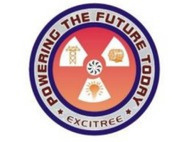 POWERING THE FUTURE TODAY
EXCITREE